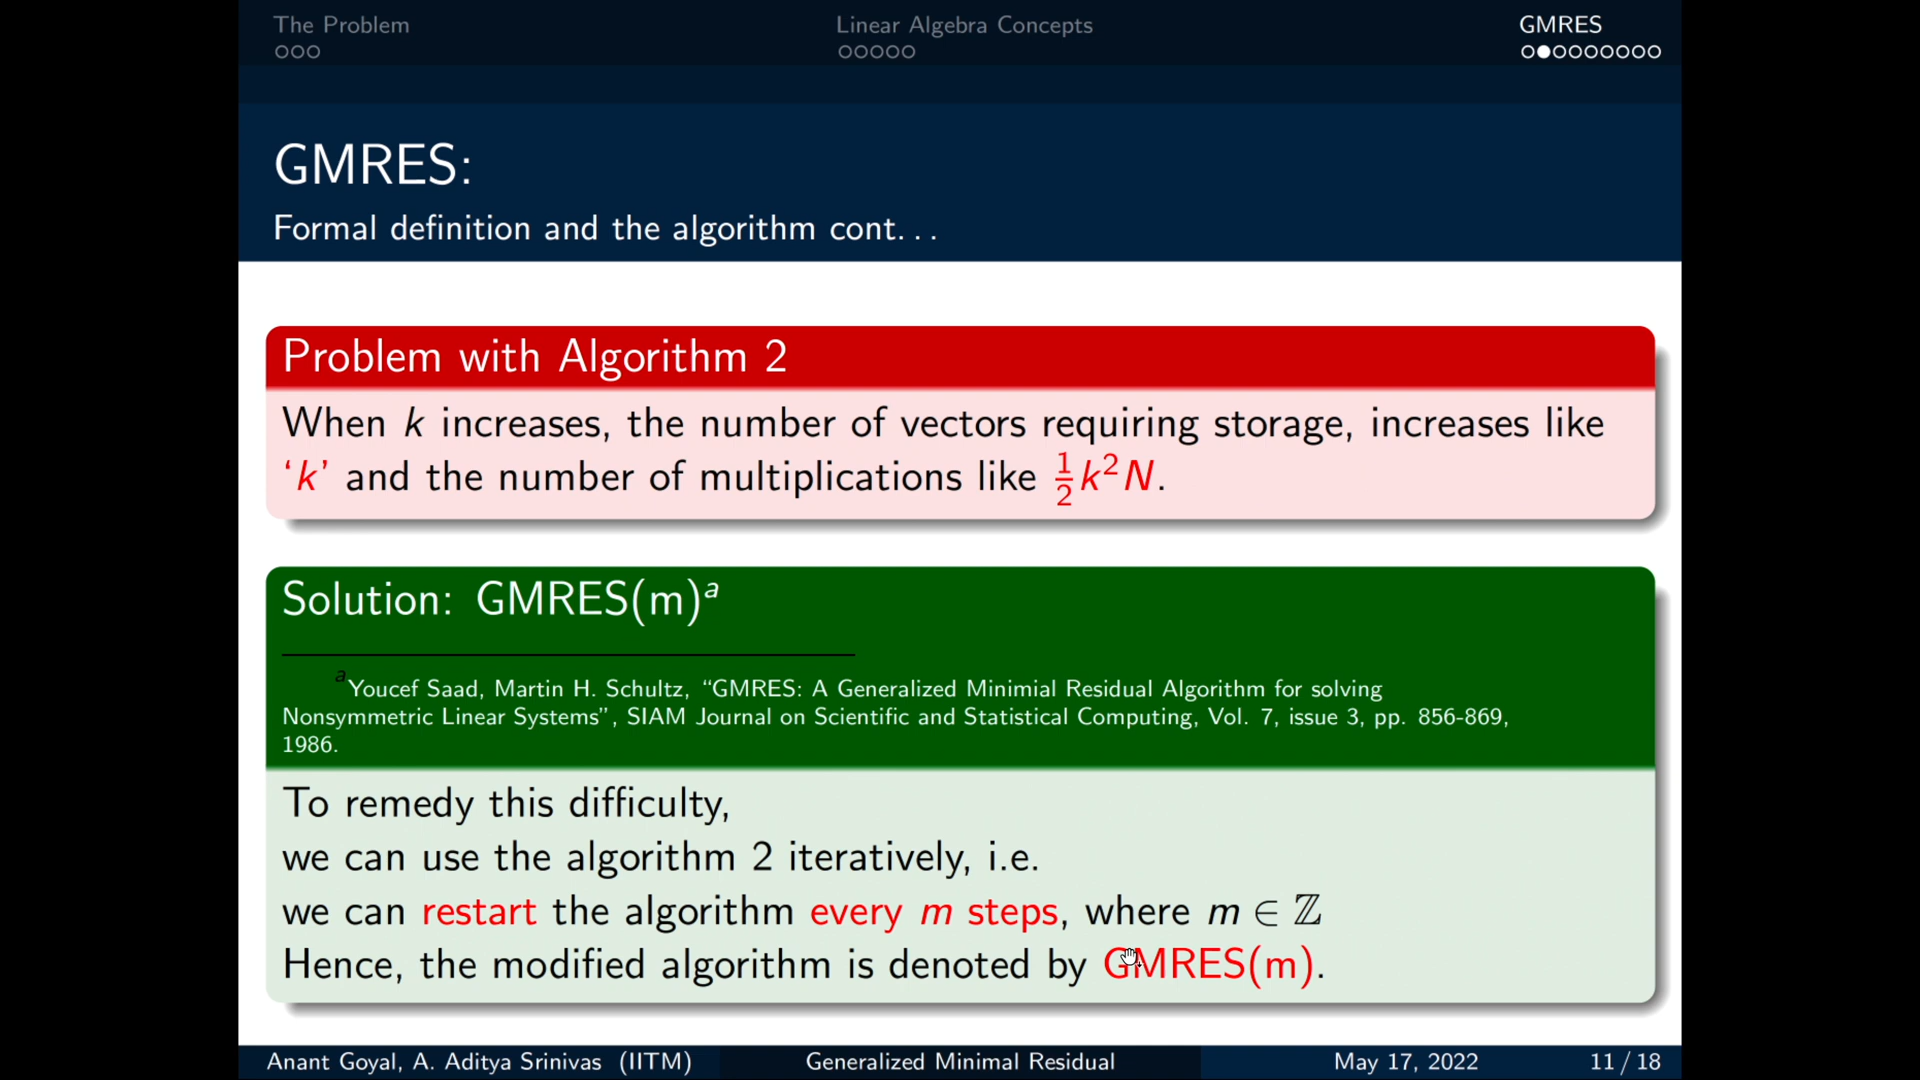 The Problem
Linear Algebra Concepts
GMRES
GMRES:
Formal definition and the algorithm cont...
Problem with Algorithm 2
When k increases, the number of vectors requiring storage, increases like
‘k’ and the number of multiplications like ½k²N.
Solution: GMRES(m)ᵃ
ᵃYoucef Saad, Martin H. Schultz, “GMRES: A Generalized Minimial Residual Algorithm for solving
Nonsymmetric Linear Systems”, SIAM Journal on Scientific and Statistical Computing, Vol. 7, issue 3, pp. 856-869,
1986.
To remedy this difficulty,
we can use the algorithm 2 iteratively, i.e.
we can restart the algorithm every m steps, where m ∈ ℤ
Hence, the modified algorithm is denoted by GMRES(m).
Anant Goyal, A. Aditya Srinivas (IITM)
Generalized Minimal Residual
May 17, 2022
11 / 18